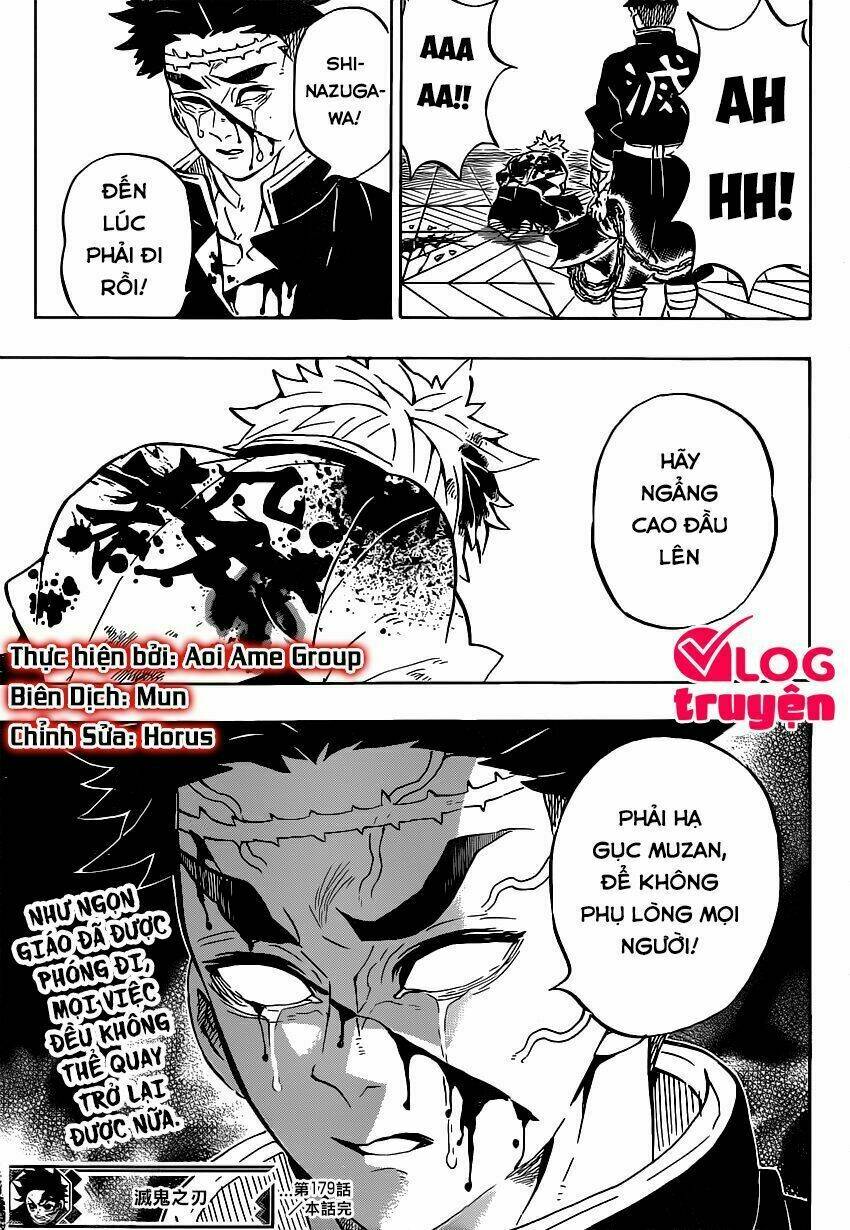 AH
HH!
AAA
AA!!
滅
SHI-
NAZUGA-
WA!
ĐẾN
LÚC
PHẢI ĐI
RỒI!
HÃY
NGẢNG
CAO ĐẦU
LÊN
Thực hiện bởi: Aoi Ame Group
Biên Dịch: Mun
Chỉnh Sửa: Horus
VLOG
truyện
PHẢI HẠ
GỤC MUZAN,
ĐỂ KHÔNG
PHỤ LÒNG MỌI
NGƯỜI!
NHƯ NGỌN
GIÁO ĐÃ ĐƯỢC
PHÓNG ĐI,
MỌI VIỆC
ĐỀU KHÔNG
THỂ QUAY
TRỞ LẠI
ĐƯỢC NỮA.
滅鬼之刃
...第179話
／本話完